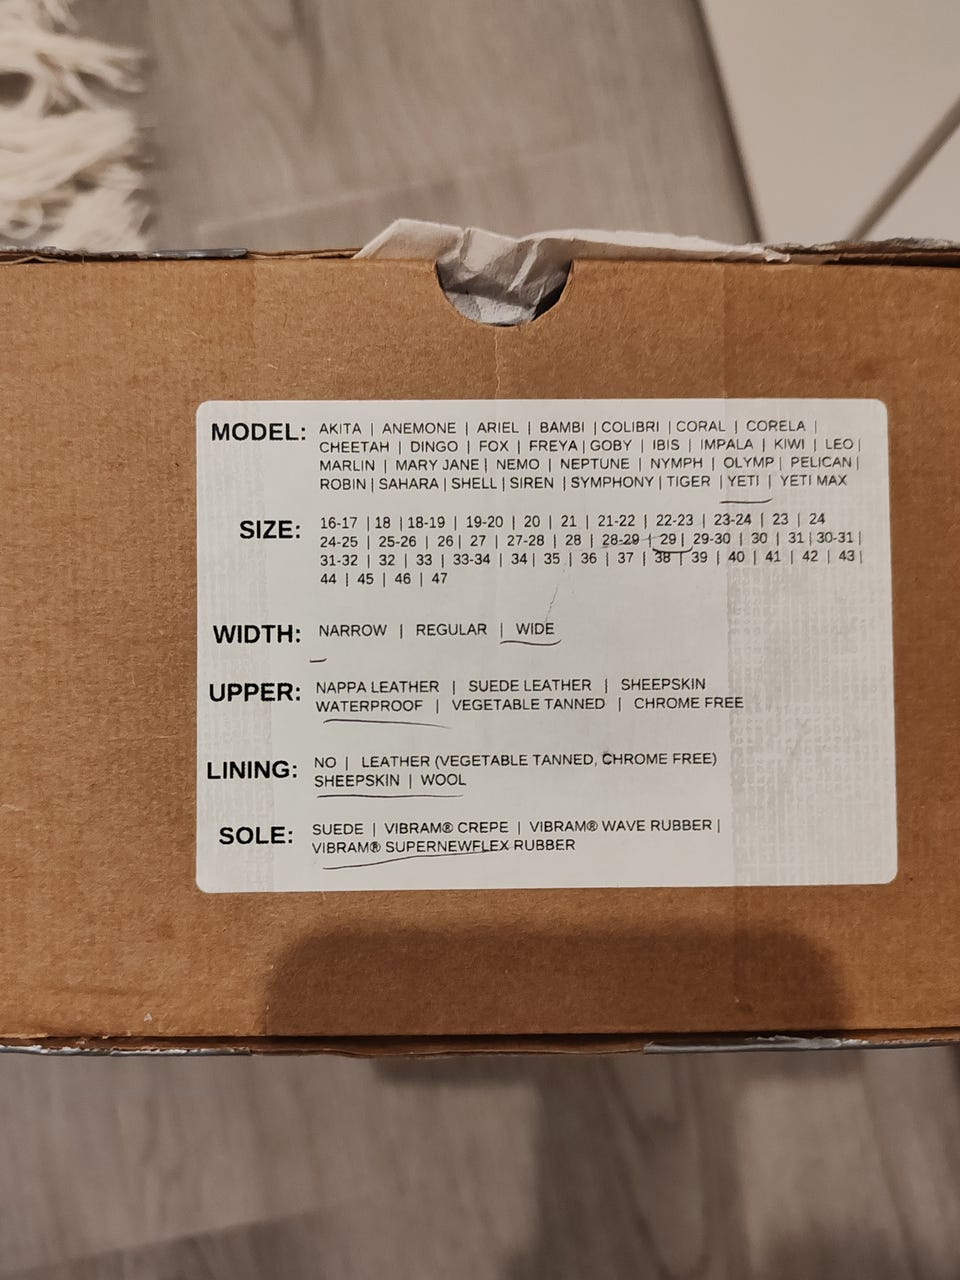 MODEL: AKITA | ANEMONE | ARIEL | BAMBI | COLIBRI | CORAL | CORELA |
CHEETAH | DINGO | FOX | FREYA | GOBY | IBIS | IMPALA | KIWI | LEO |
MARLIN | MARY JANE | NEMO | NEPTUNE | NYMPH | OLYMP | PELICAN |
ROBIN | SAHARA | SHELL | SIREN | SYMPHONY | TIGER | YETI | YETI MAX
SIZE: 16-17 | 18 | 18-19 | 19-20 | 20 | 21 | 21-22 | 22-23 | 23-24 | 23 | 24
24-25 | 25-26 | 26 | 27 | 27-28 | 28 | 28-29 | 29 | 29-30 | 30 | 31 | 30-31 |
31-32 | 32 | 33 | 33-34 | 34 | 35 | 36 | 37 | 38 | 39 | 40 | 41 | 42 | 43 |
44 | 45 | 46 | 47
WIDTH: NARROW | REGULAR | WIDE
UPPER: NAPPA LEATHER | SUEDE LEATHER | SHEEPSKIN
WATERPROOF | VEGETABLE TANNED | CHROME FREE
LINING: NO | LEATHER (VEGETABLE TANNED, CHROME FREE)
SHEEPSKIN | WOOL
SOLE: SUEDE | VIBRAM® CREPE | VIBRAM® WAVE RUBBER |
VIBRAM® SUPERNEWFLEX RUBBER